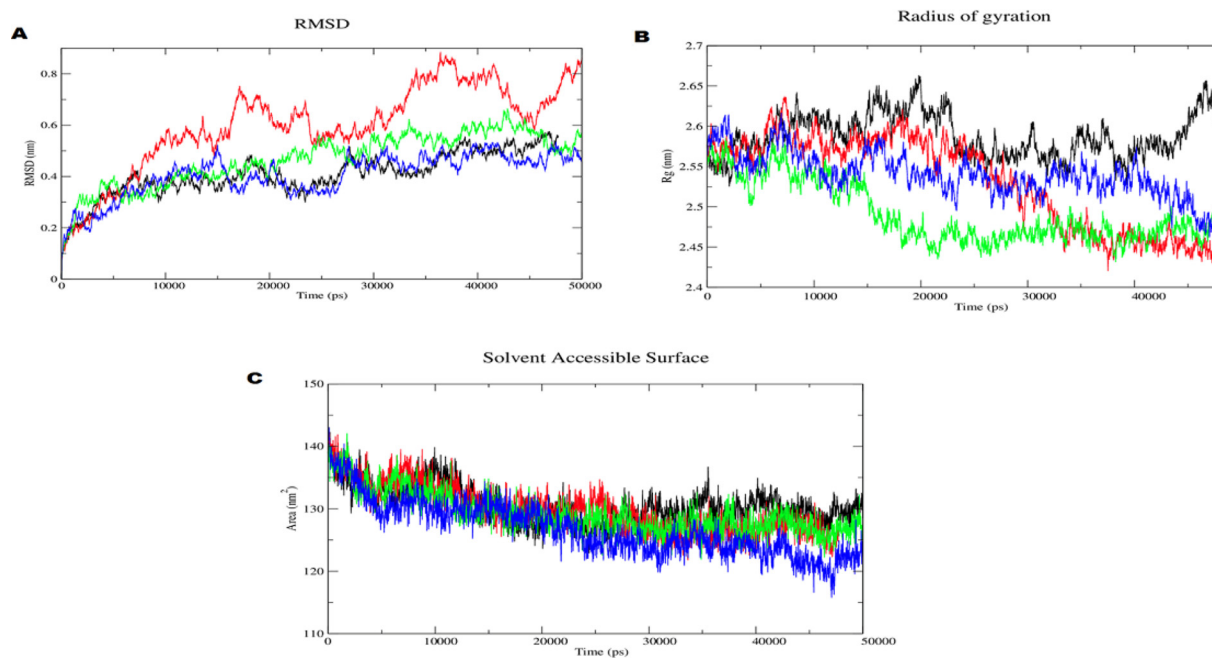 A
RMSD
0.8
0.6
0.4
0.2
0
RMSD (nm)
0 10000 20000 30000 40000 50000
Time (ps)
Radius of gyration
B
2.7
2.65
2.6
2.55
2.5
2.45
2.4
Rg (nm)
0 10000 20000 30000 40000
Time (ps)
Solvent Accessible Surface
C
150
140
130
120
110
Area (nm²)
0 10000 20000 30000 40000 50000
Time (ps)